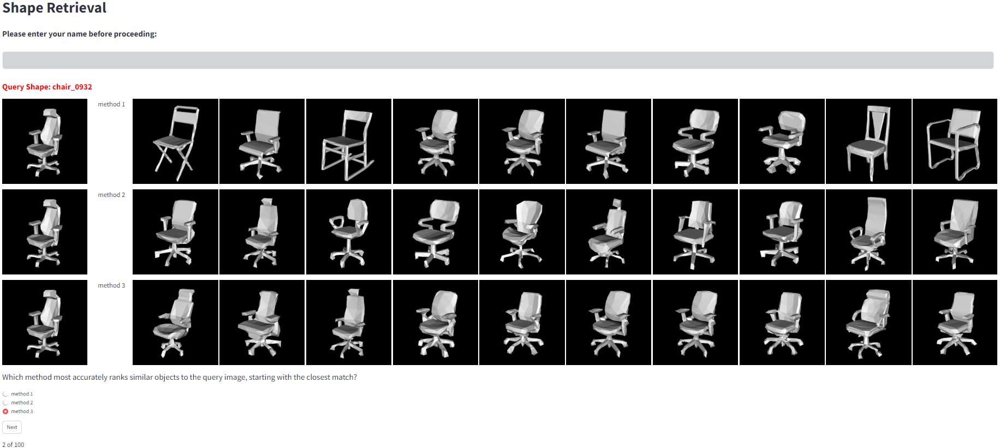 Shape Retrieval
Please enter your name before proceeding:
Query Shape: chair_0932
method 1
method 2
method 3
Which method most accurately ranks similar objects to the query image, starting with the closest match?
method 1
method 2
method 3
Next
2 of 100